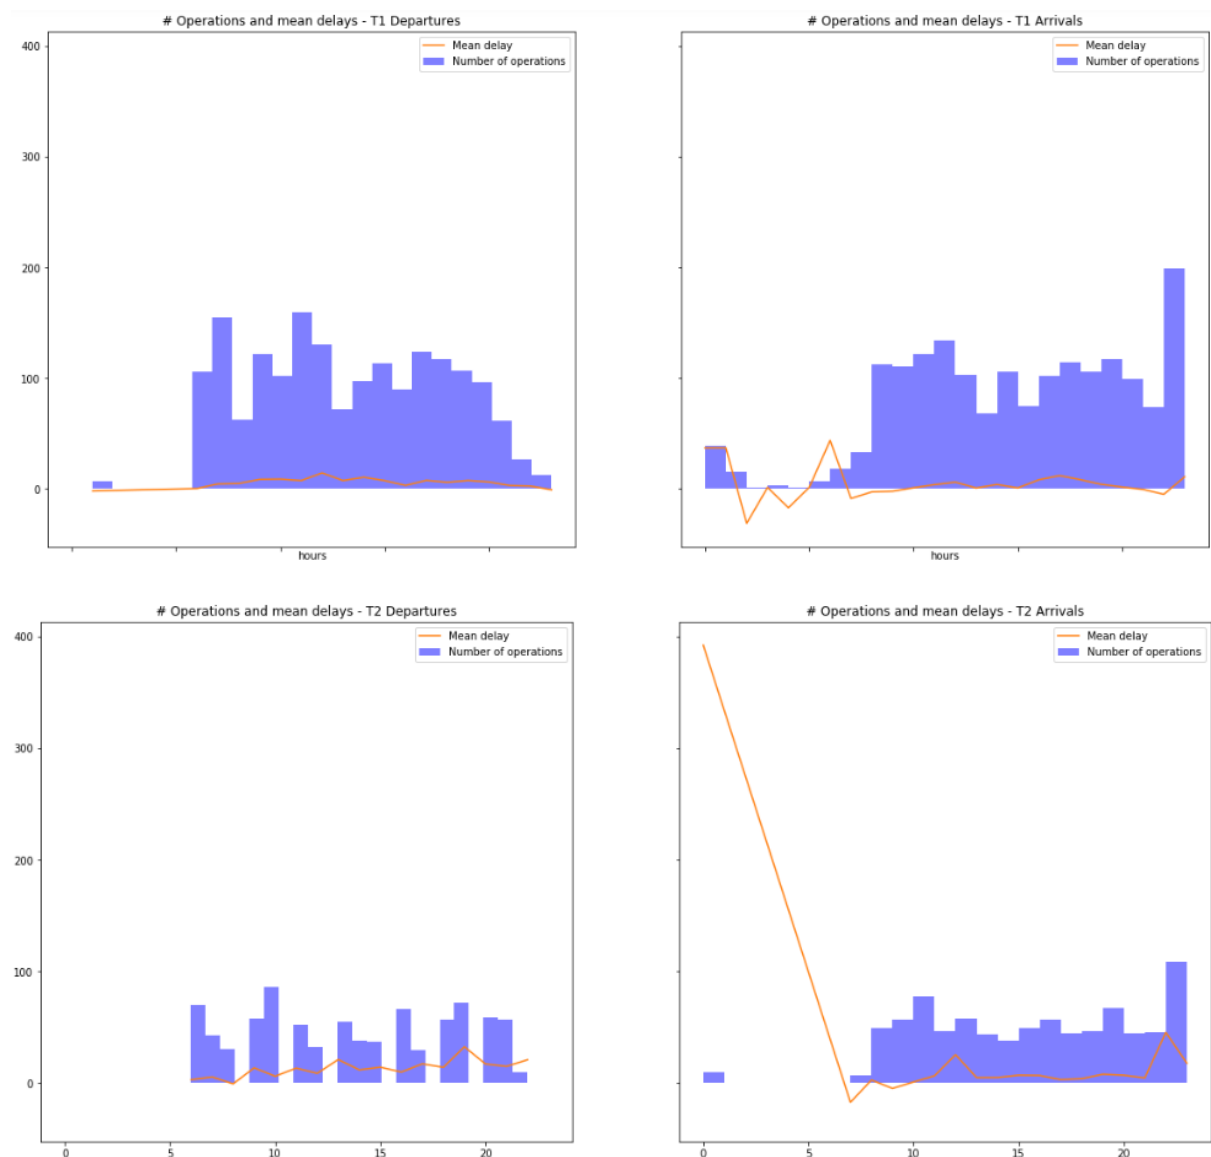 # Operations and mean delays - T1 Departures
400
300
200
100
0
Mean delay
Number of operations
hours
# Operations and mean delays - T1 Arrivals
Mean delay
Number of operations
hours
# Operations and mean delays - T2 Departures
400
300
200
100
0
Mean delay
Number of operations
0 5 10 15 20
# Operations and mean delays - T2 Arrivals
Mean delay
Number of operations
0 5 10 15 20